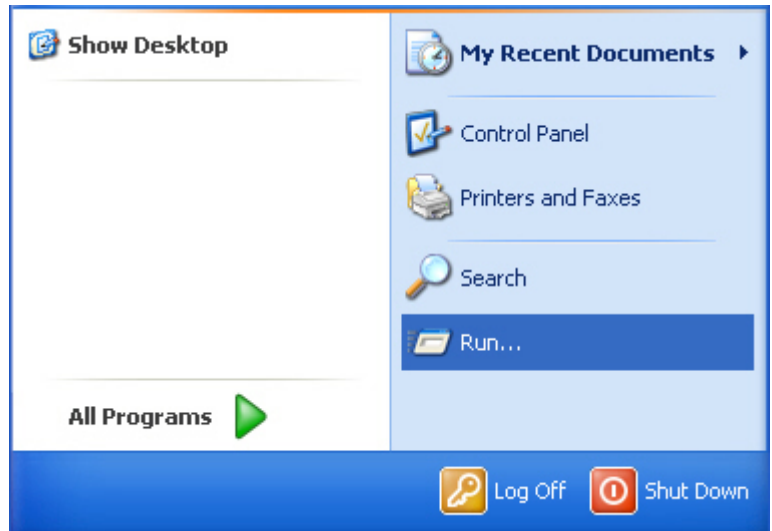 Show Desktop
All Programs
My Recent Documents
Control Panel
Printers and Faxes
Search
Run...
Log Off
Shut Down